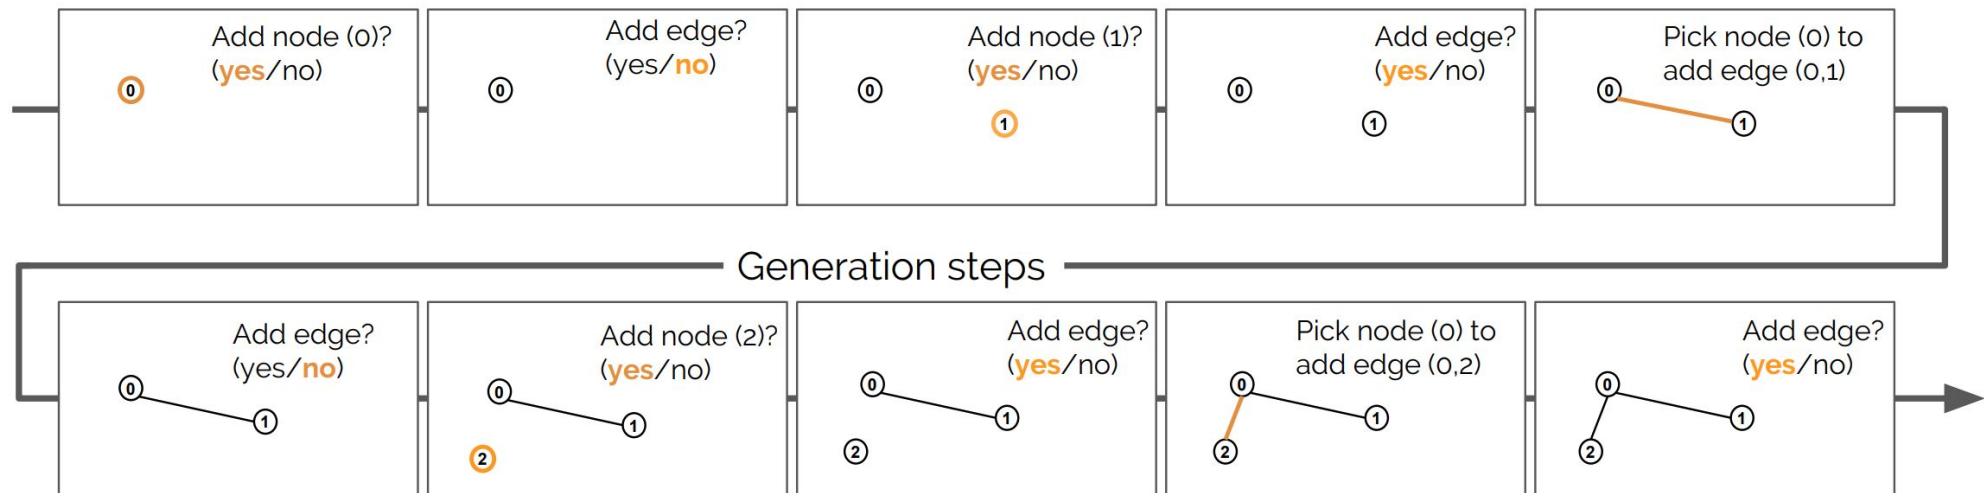 Add node (0)?
(yes/no)
0
Add edge?
(yes/no)
0
Add node (1)?
(yes/no)
0
1
Add edge?
(yes/no)
0
1
Pick node (0) to
add edge (0,1)
0
1
Generation steps
Add edge?
(yes/no)
0
1
Add node (2)?
(yes/no)
0
1
2
Add edge?
(yes/no)
0
1
2
Pick node (0) to
add edge (0,2)
0
1
2
Add edge?
(yes/no)
0
1
2